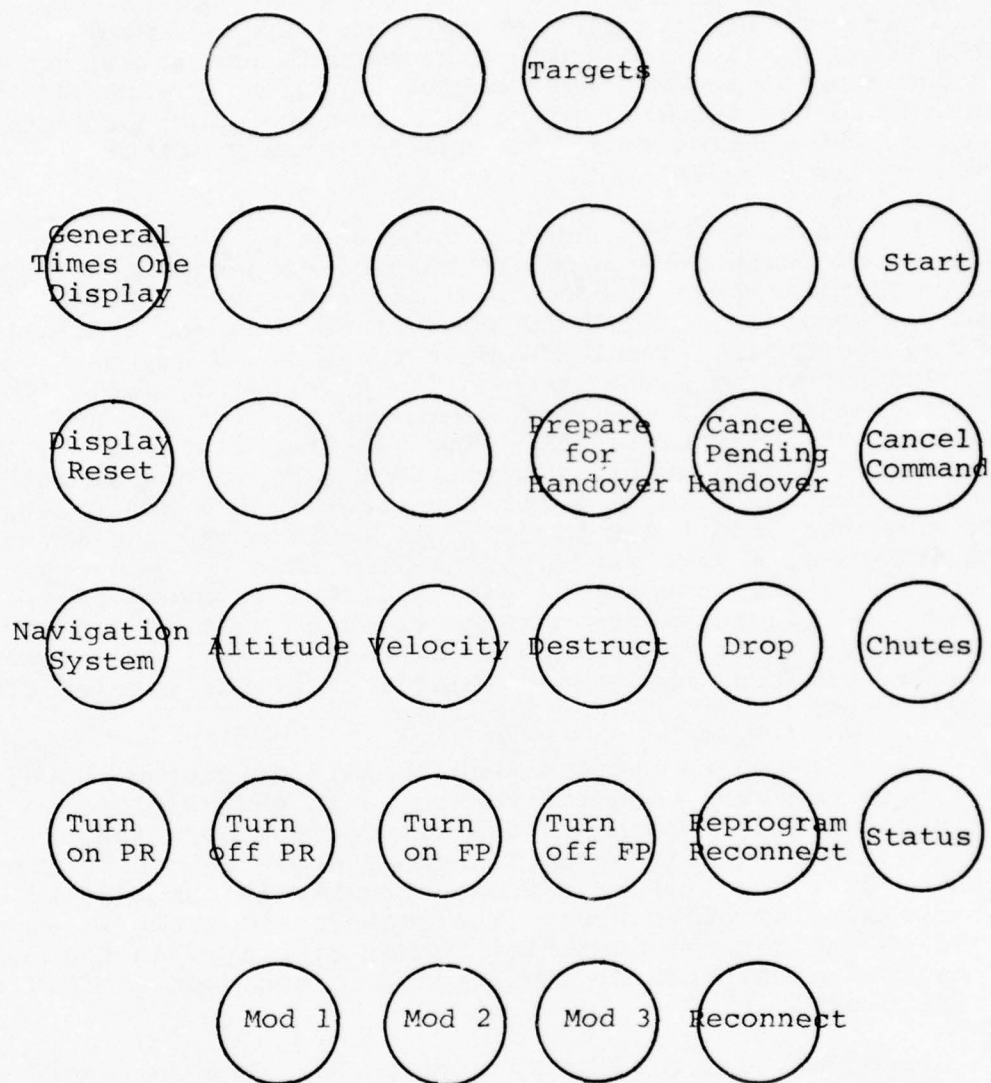 Targets
General
Times One
Display
Start
Display
Reset
Prepare
for
Handover
Cancel
Pending
Handover
Cancel
Command
Navigation
System
Altitude
Velocity
Destruct
Drop
Chutes
Turn
on PR
Turn
off PR
Turn
on FP
Turn
off FP
Reprogram
Reconnect
Status
Mod 1
Mod 2
Mod 3
Reconnect